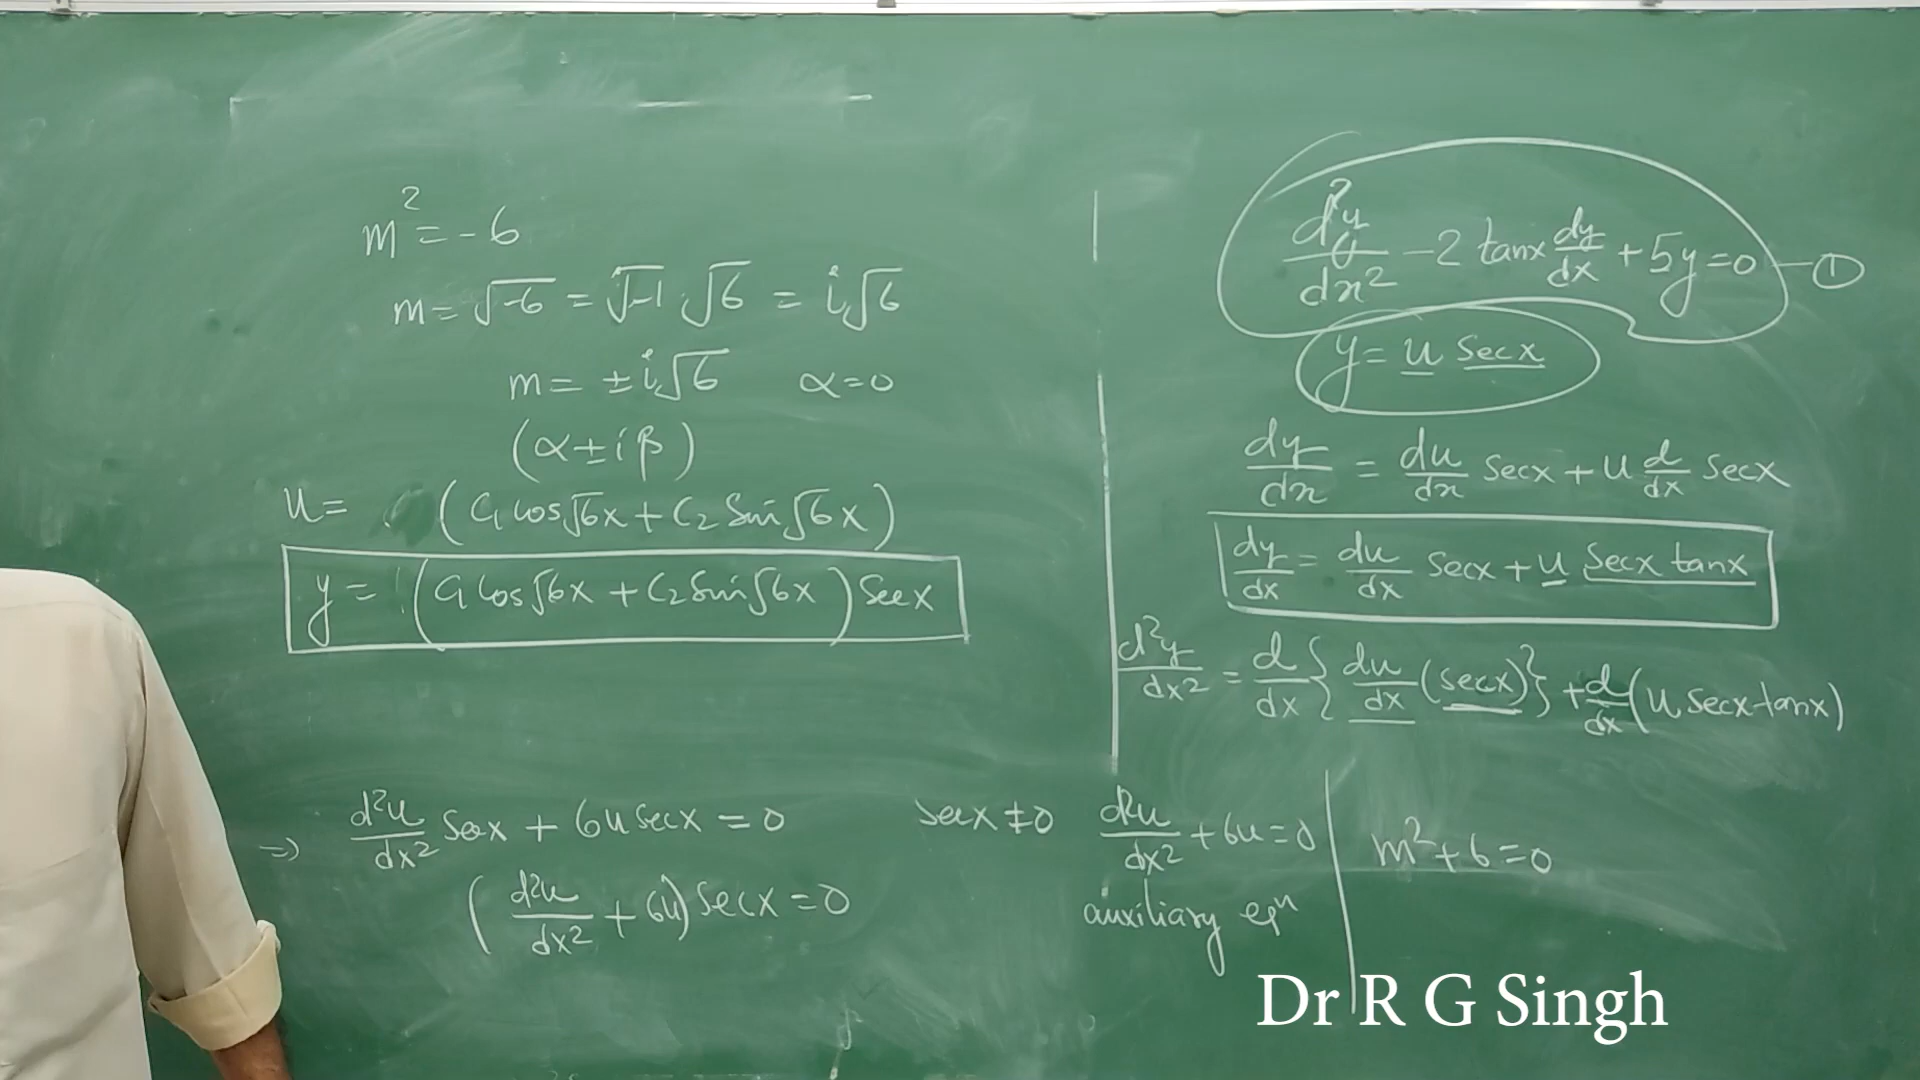 m² = -6
m = √-6 = √-1 . √6 = i√6
m = ± i√6 α = 0
(α ± iβ)
u = (C₁ cos√6x + C₂ Sin√6x)
y = (C₁ cos√6x + C₂ Sin√6x) Sec x
⇒ d²u/dx² Secx + 6u secx = 0
(d²u/dx² + 6u) Secx = 0
secx ≠ 0
d²y/dx² - 2 tanx dy/dx + 5y = 0 — ①
y = u Sec x
dy/dx = du/dx Secx + u d/dx Secx
dy/dx = du/dx Secx + u Secx tanx
d²y/dx² = d/dx { du/dx (secx) } + d/dx (u secx tanx)
d²u/dx² + 6u = 0
auxiliary eqⁿ
m² + 6 = 0
Dr R G Singh